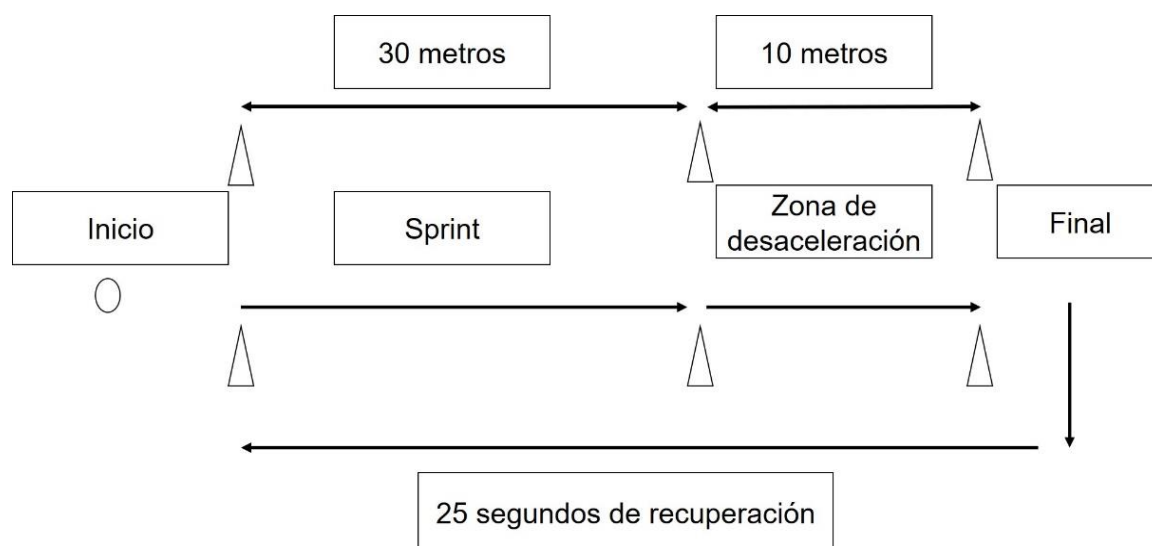 30 metros
10 metros
Inicio
Sprint
Zona de
desaceleración
Final
25 segundos de recuperación